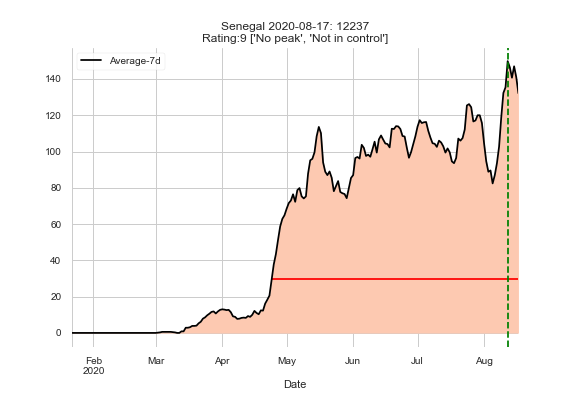 Senegal 2020-08-17: 12237
Rating:9 ['No peak', 'Not in control']
Average-7d
140
120
100
80
60
40
20
0
Feb
2020
Mar
Apr
May
Jun
Jul
Aug
Date